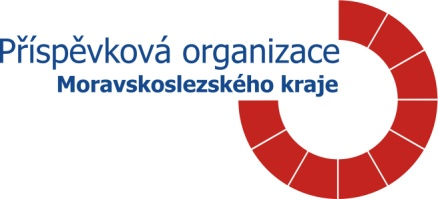 Příspěvková organizace
Moravskoslezského kraje